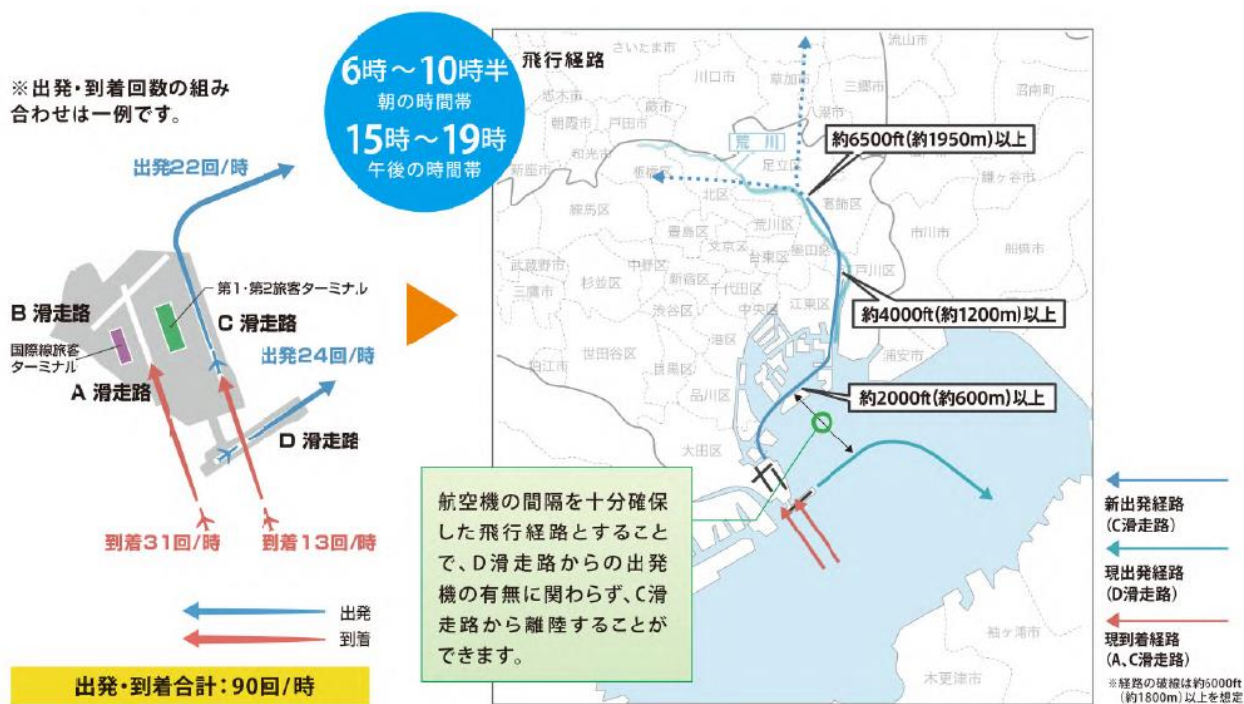 ※出発・到着回数の組み
合わせは一例です。
6時～10時半
朝の時間帯
15時～19時
午後の時間帯
出発22回/時
第1・第2旅客ターミナル
B 滑走路
C 滑走路
国際線旅客
ターミナル
出発24回/時
A 滑走路
D 滑走路
到着31回/時
到着13回/時
出発
到着
出発・到着合計：90回/時
飛行経路
さいたま市
川口市
草加市
流山市
三郷市
八潮市
沼南町
志木市
蕨市
朝霞市
戸田市
和光市
新座市
荒川
足立区
約6500ft(約1950m)以上
板橋区
北区
葛飾区
鎌ヶ谷市
練馬区
荒川区
市川市
船橋市
豊島区
文京区
台東区
墨田区
武蔵野市
中野区
戸川区
三鷹市
杉並区
新宿区
千代田区
江東区
約4000ft(約1200m)以上
渋谷区
中央区
港区
世田谷区
浦安市
狛江市
目黒区
品川区
約2000ft(約600m)以上
大田区
航空機の間隔を十分確保
した飛行経路とすること
で、D滑走路からの出発
機の有無に関わらず、C滑
走路から離陸することが
できます。
袖ヶ浦市
木更津市
新出発経路
(C滑走路)
現出発経路
(D滑走路)
現到着経路
(A、C滑走路)
※経路の破線は約6000ft
(約1800m)以上を想定